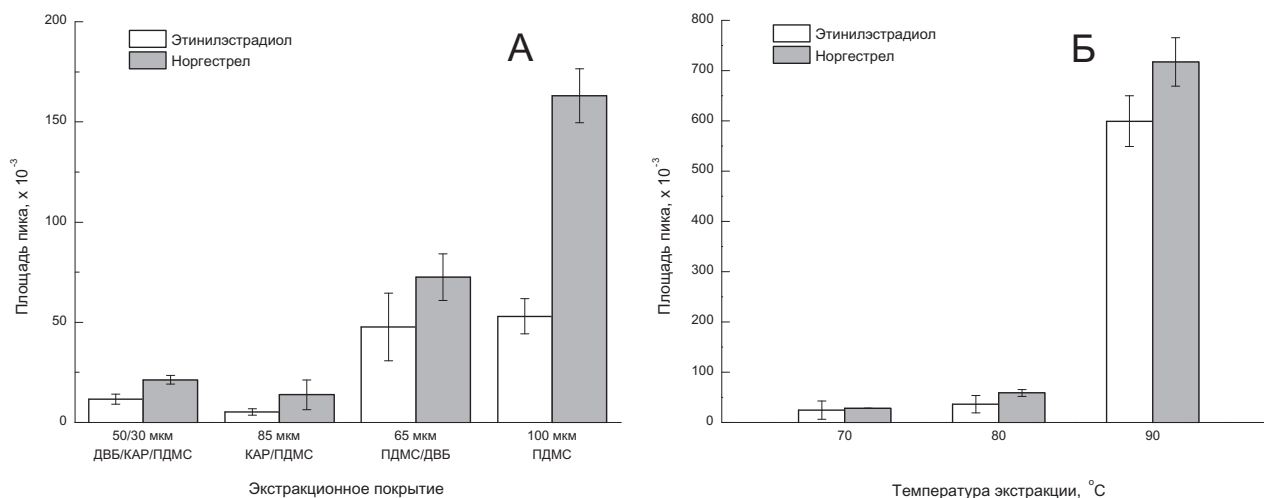 Этинилэстрадиол
Норгестрел
А
Площадь пика, x 10⁻³
200
150
100
50
0
50/30 мкм
ДВБ/КАР/ПДМС
85 мкм
КАР/ПДМС
65 мкм
ПДМС/ДВБ
100 мкм
ПДМС
Экстракционное покрытие
Этинилэстрадиол
Норгестрел
Б
Площадь пика, x 10⁻³
800
700
600
500
400
300
200
100
0
70 80 90
Температура экстракции, °C